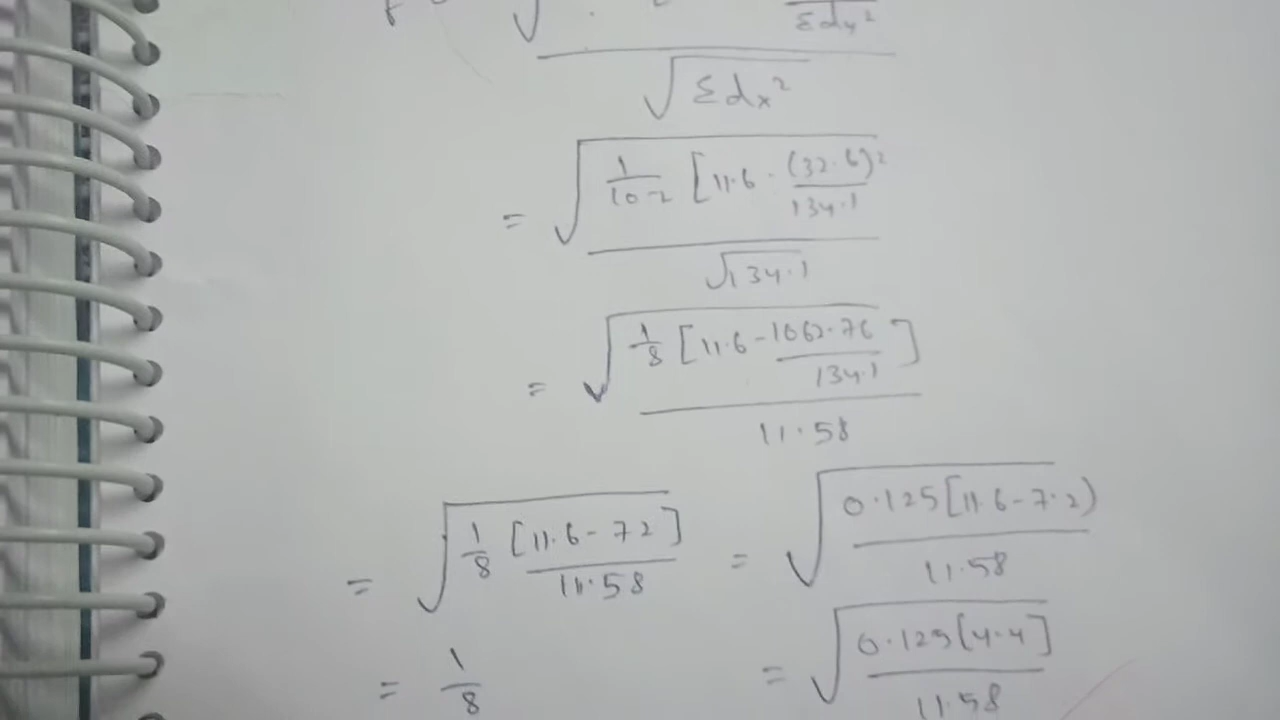 Σdy²
√Σdx²
= √ 1/10-2 [11.6 - (32.6)²/134.1
√134.1
= √ 1/8 [11.6 - 1062.76/134.1]
11.58
= √ 1/8 [11.6 - 7.2]/11.58 = √ 0.125[11.6 - 7.2)/11.58
= 1/8 = √ 0.125[4.4]/11.58